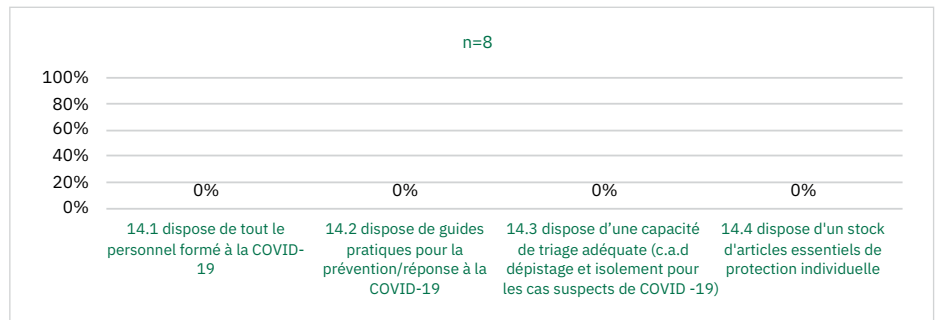 n=8
100%
80%
60%
40%
20%
0%
0%
0%
0%
0%
14.1 dispose de tout le
personnel formé à la COVID-
19
14.2 dispose de guides
pratiques pour la
prévention/réponse à la
COVID-19
14.3 dispose d’une capacité
de triage adéquate (c.a.d
dépistage et isolement pour
les cas suspects de COVID -19)
14.4 dispose d'un stock
d'articles essentiels de
protection individuelle